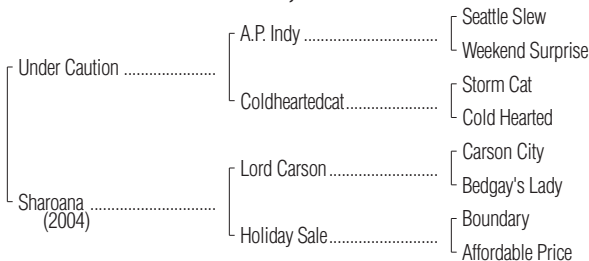 Seattle Slew
A.P. Indy
Weekend Surprise
Under Caution
Storm Cat
Coldheartedcat
Cold Hearted
Carson City
Lord Carson
Bedgay's Lady
Sharoana
(2004)
Boundary
Holiday Sale
Affordable Price